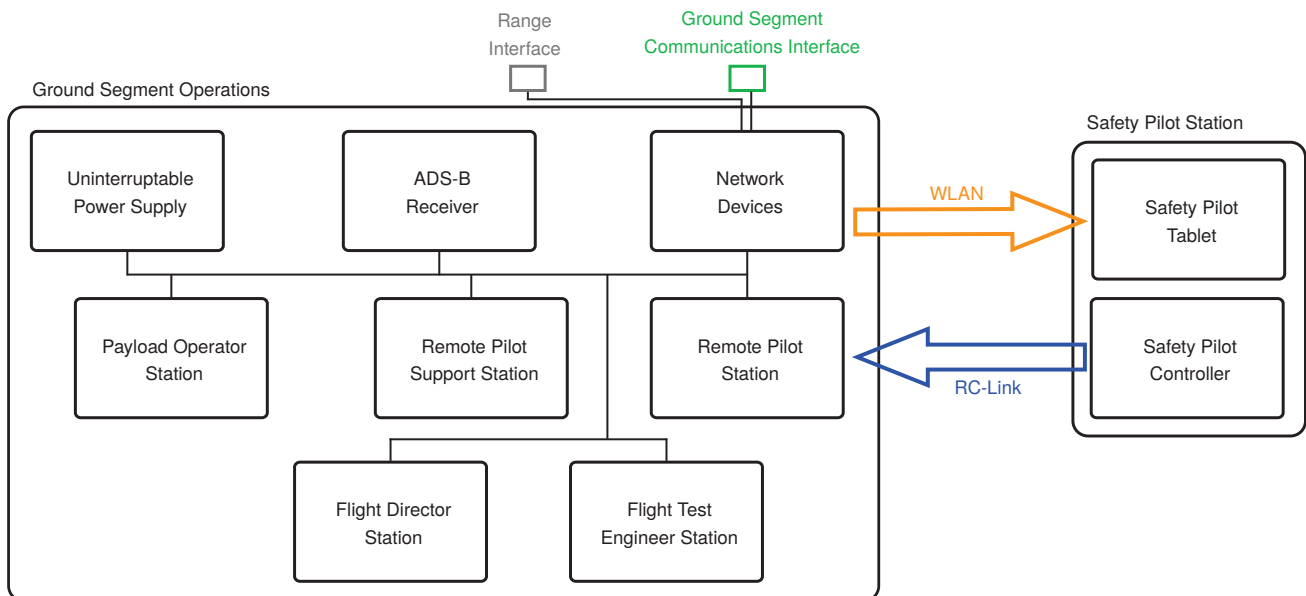 Range
Interface
Ground Segment
Communications Interface
Ground Segment Operations
Safety Pilot Station
Uninterruptable
Power Supply
ADS-B
Receiver
Network
Devices
WLAN
Safety Pilot
Tablet
Payload Operator
Station
Remote Pilot
Support Station
Remote Pilot
Station
RC-Link
Safety Pilot
Controller
Flight Director
Station
Flight Test
Engineer Station